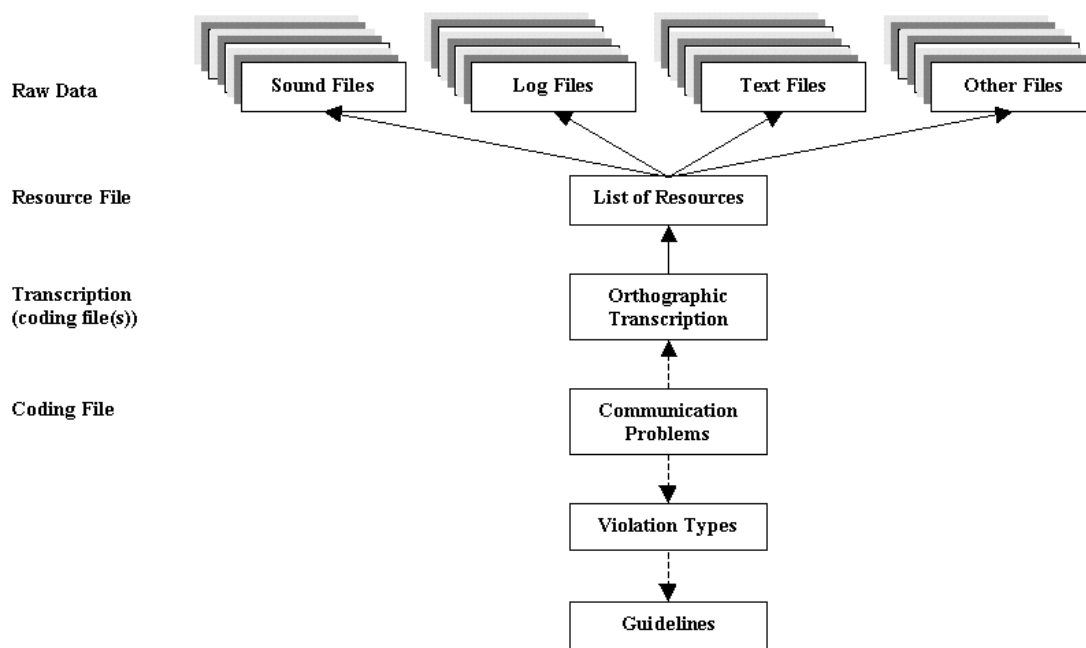 Raw Data
Sound Files
Log Files
Text Files
Other Files
Resource File
List of Resources
Transcription
(coding file(s))
Orthographic
Transcription
Coding File
Communication
Problems
Violation Types
Guidelines